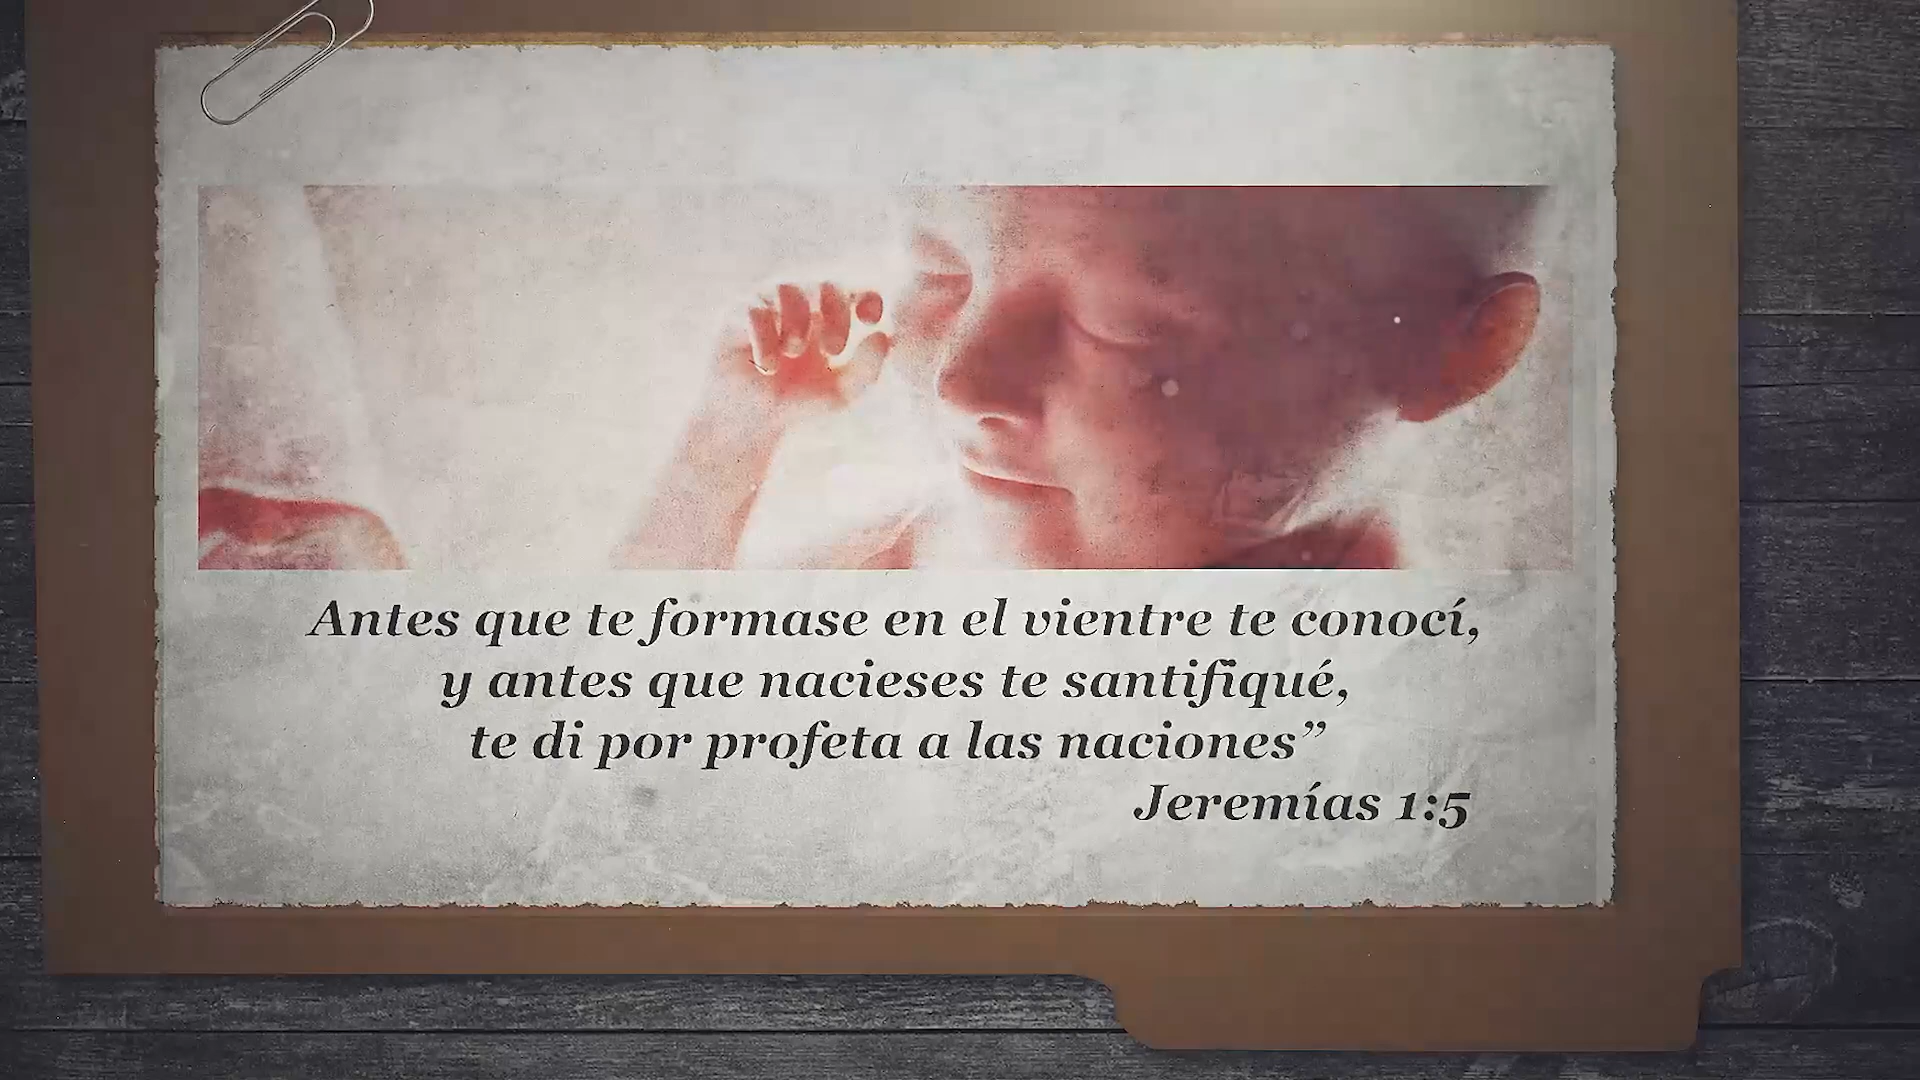 Antes que te formase en el vientre te conocí,
y antes que nacieses te santifiqué,
te di por profeta a las naciones”
Jeremías 1:5